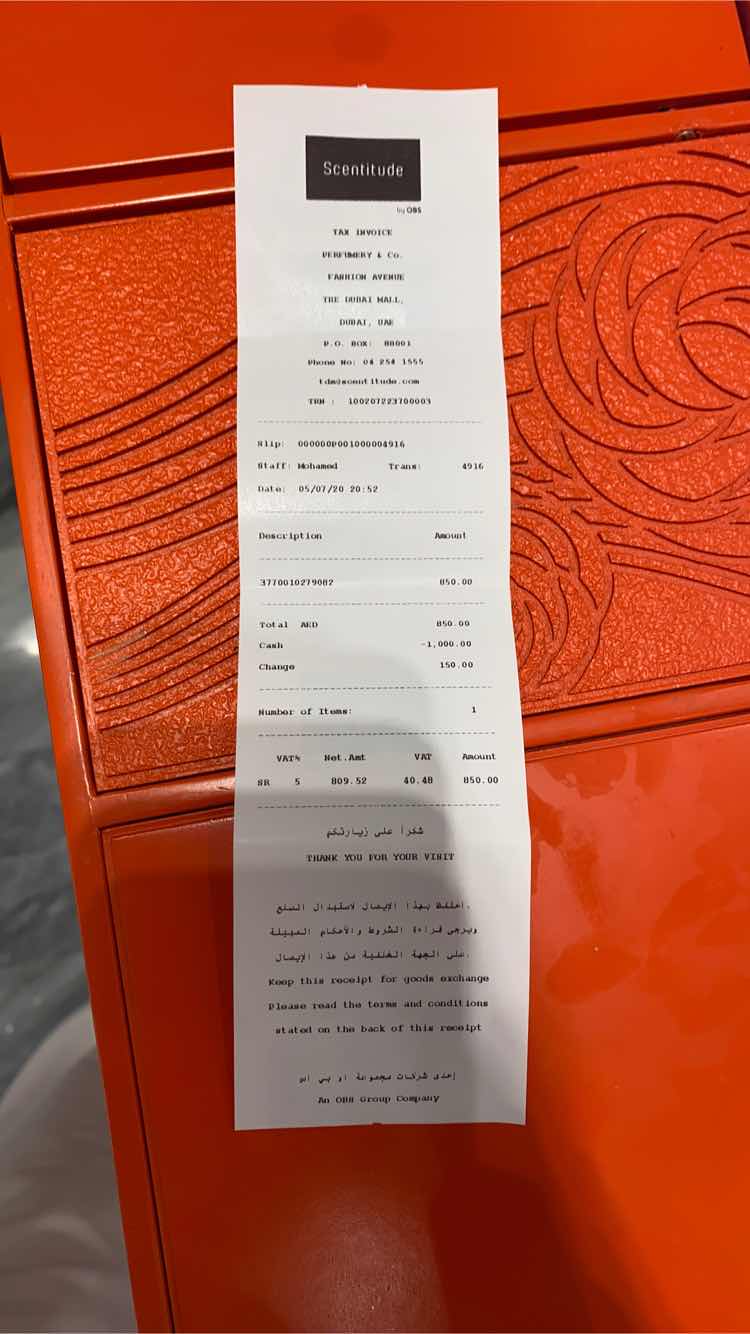 Scentitude
by OBS
TAX INVOICE
PERFUMERY & Co.
FASHION AVENUE
THE DUBAI MALL,
DUBAI, UAE
P.O. BOX: 88001
Phone No: 04 254 1555
tdm@scentitude.com
TRN : 100207223700003
Slip: 000000P001000004916
Staff: Mohamed Trans: 4916
Date: 05/07/20 20:52
Description Amount
3770010279082 850.00
Total AED 850.00
Cash -1,000.00
Change 150.00
Number of Items: 1
VAT% Net.Amt VAT Amount
SR 5 809.52 40.48 850.00
شكراً على زيارتكم
THANK YOU FOR YOUR VISIT
.احتفظ بهذا الإيصال لاستبدال السلع
ويرجى قراءة الشروط والأحكام المبينة
.على الجهة الخلفية من هذا الإيصال
Keep this receipt for goods exchange
Please read the terms and conditions
stated on the back of this receipt
إحدى شركات مجموعة او بي اس
An OBS Group Company